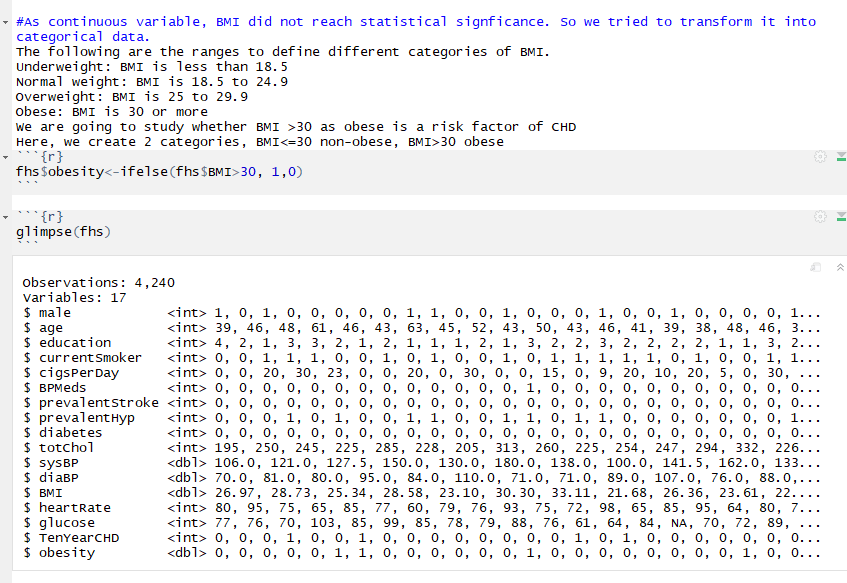 #As continuous variable, BMI did not reach statistical signficance. So we tried to transform it into
categorical data.
The following are the ranges to define different categories of BMI.
Underweight: BMI is less than 18.5
Normal weight: BMI is 18.5 to 24.9
Overweight: BMI is 25 to 29.9
Obese: BMI is 30 or more
We are going to study whether BMI >30 as obese is a risk factor of CHD
Here, we create 2 categories, BMI<=30 non-obese, BMI>30 obese
```{r}
fhs$obesity<-ifelse(fhs$BMI>30, 1,0)
```
```{r}
glimpse(fhs)
```
Observations: 4,240
Variables: 17
$ male            <int> 1, 0, 1, 0, 0, 0, 0, 0, 1, 1, 0, 0, 1, 0, 0, 0, 1, 0, 0, 1, 0, 0, 0, 0, 1...
$ age             <int> 39, 46, 48, 61, 46, 43, 63, 45, 52, 43, 50, 43, 46, 41, 39, 38, 48, 46, 3...
$ education       <int> 4, 2, 1, 3, 3, 2, 1, 2, 1, 1, 1, 2, 1, 3, 2, 2, 3, 2, 2, 2, 2, 1, 1, 3, 2...
$ currentSmoker   <int> 0, 0, 1, 1, 1, 0, 0, 1, 0, 1, 0, 0, 1, 0, 1, 1, 1, 1, 1, 0, 1, 0, 0, 1, 1...
$ cigsPerDay      <int> 0, 0, 20, 30, 23, 0, 0, 20, 0, 30, 0, 0, 15, 0, 9, 20, 10, 20, 5, 0, 30, ...
$ BPMeds          <int> 0, 0, 0, 0, 0, 0, 0, 0, 0, 0, 0, 0, 0, 1, 0, 0, 0, 0, 0, 0, 0, 0, 0, 0, 0...
$ prevalentStroke <int> 0, 0, 0, 0, 0, 0, 0, 0, 0, 0, 0, 0, 0, 0, 0, 0, 0, 0, 0, 0, 0, 0, 0, 0, 0...
$ prevalentHyp    <int> 0, 0, 0, 1, 0, 1, 0, 0, 1, 1, 0, 0, 1, 1, 0, 1, 1, 0, 0, 0, 0, 0, 0, 0, 1...
$ diabetes        <int> 0, 0, 0, 0, 0, 0, 0, 0, 0, 0, 0, 0, 0, 0, 0, 0, 0, 0, 0, 0, 0, 0, 0, 0, 0...
$ totChol         <int> 195, 250, 245, 225, 285, 228, 205, 313, 260, 225, 254, 247, 294, 332, 226...
$ sysBP           <dbl> 106.0, 121.0, 127.5, 150.0, 130.0, 180.0, 138.0, 100.0, 141.5, 162.0, 133...
$ diaBP           <dbl> 70.0, 81.0, 80.0, 95.0, 84.0, 110.0, 71.0, 71.0, 89.0, 107.0, 76.0, 88.0,...
$ BMI             <dbl> 26.97, 28.73, 25.34, 28.58, 23.10, 30.30, 33.11, 21.68, 26.36, 23.61, 22....
$ heartRate       <int> 80, 95, 75, 65, 85, 77, 60, 79, 76, 93, 75, 72, 98, 65, 85, 95, 64, 80, 7...
$ glucose         <int> 77, 76, 70, 103, 85, 99, 85, 78, 79, 88, 76, 61, 64, 84, NA, 70, 72, 89, ...
$ TenYearCHD      <int> 0, 0, 0, 1, 0, 0, 1, 0, 0, 0, 0, 0, 0, 0, 0, 1, 0, 1, 0, 0, 0, 0, 0, 0, 0...
$ obesity         <dbl> 0, 0, 0, 0, 0, 1, 1, 0, 0, 0, 0, 0, 0, 1, 0, 0, 0, 0, 0, 0, 0, 0, 1, 0, 0...